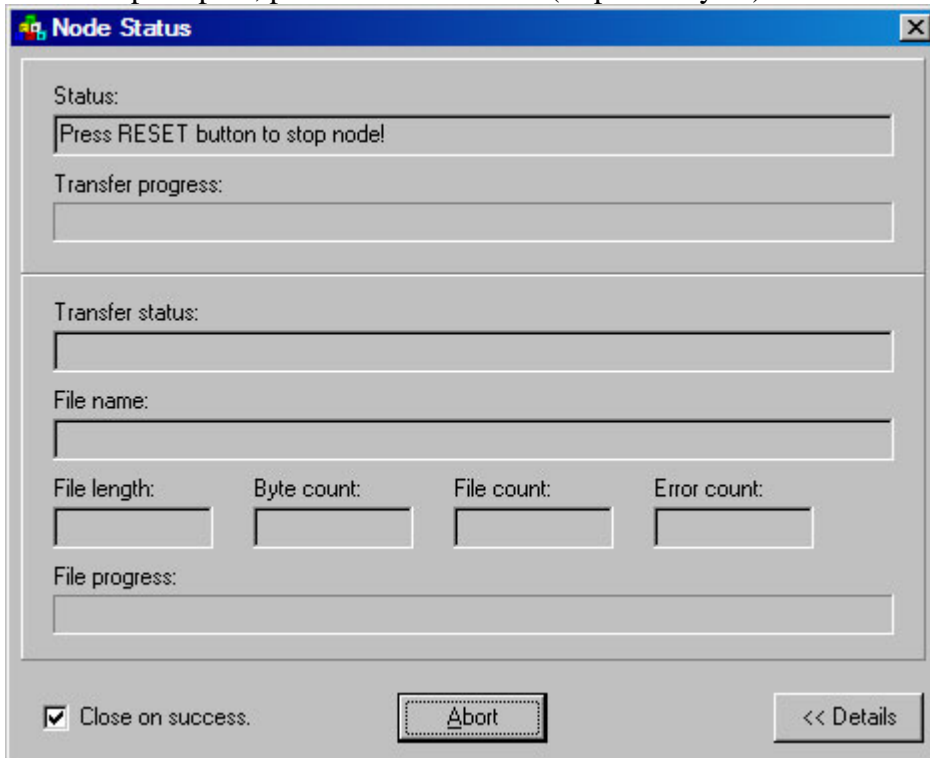 Node Status
Status:
Press RESET button to stop node!
Transfer progress:
Transfer status:
File name:
File length: Byte count: File count: Error count:
File progress:
Close on success. Abort << Details